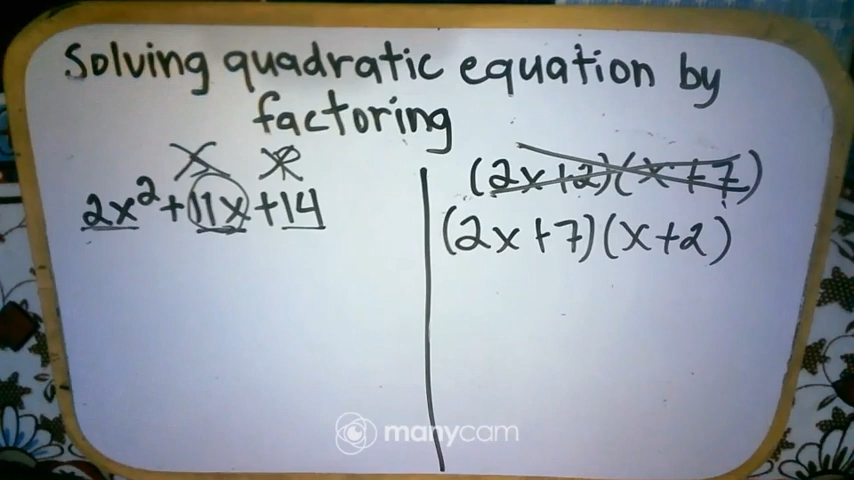 Solving quadratic equation by
factoring
2x²+11x+14
(2x+2)(x+7)
(2x+7)(x+2)
manycam